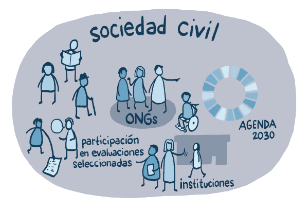 sociedad civil
ONGs
AGENDA
2030
participación
en evaluaciones
seleccionadas
instituciones